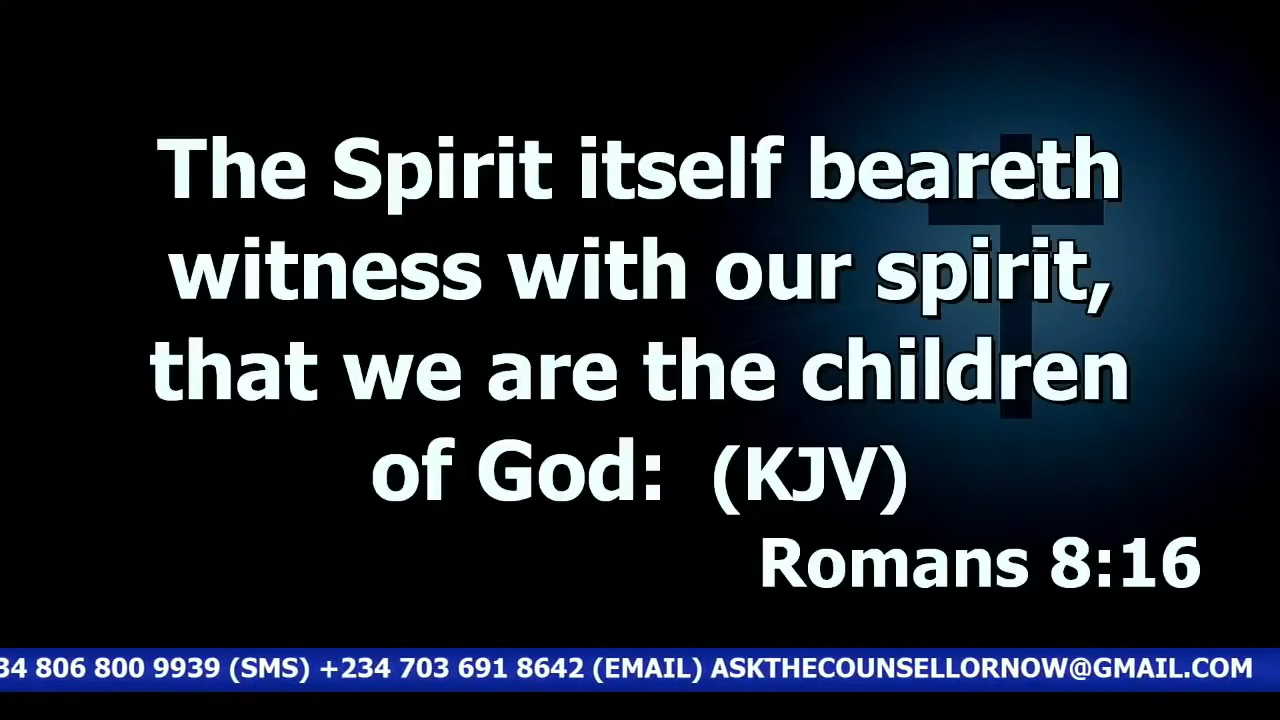 The Spirit itself beareth
witness with our spirit,
that we are the children
of God: (KJV)
Romans 8:16
34 806 800 9939 (SMS) +234 703 691 8642 (EMAIL) ASKTHECOUNSELLORNOW@GMAIL.COM